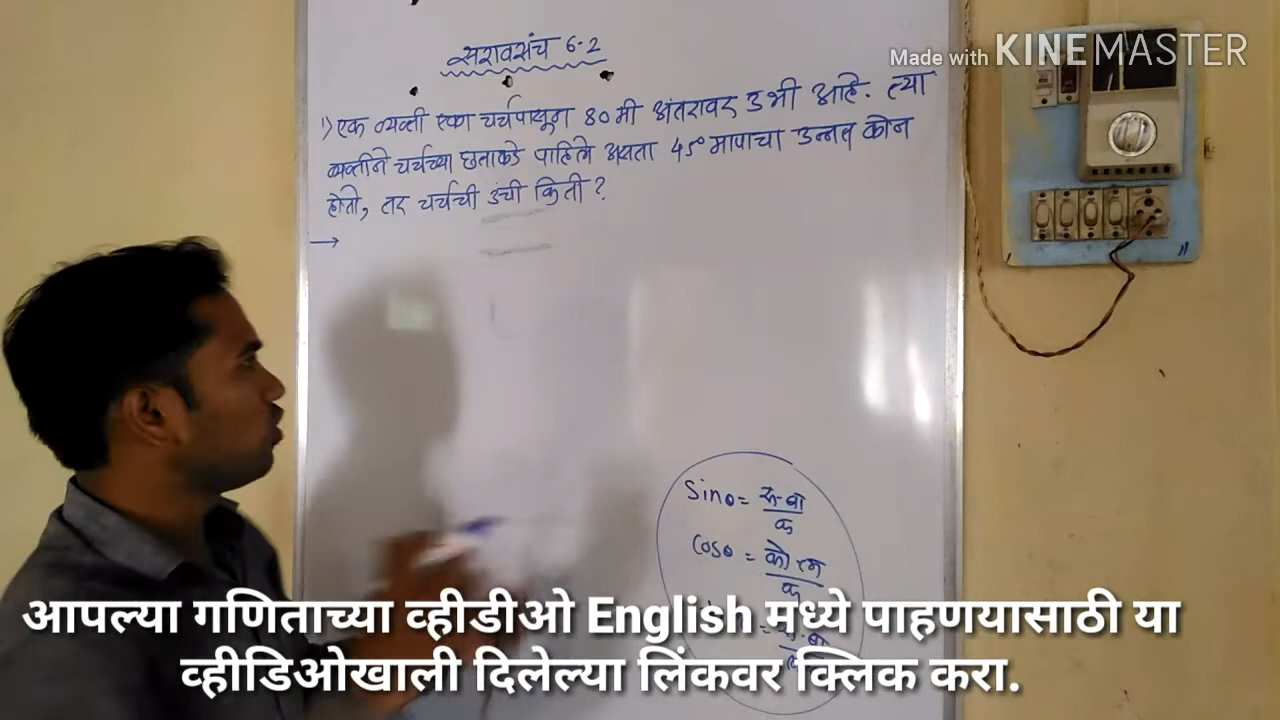 Made with KINEMASTER
सरावसंच 6.2
1) एक व्यक्ती एका चर्चपासून 80 मी अंतरावर उभी आहे. त्या
व्यक्तीने चर्चच्या छताकडे पाहिले असता 45° मापाचा उन्नत कोन
होतो, तर चर्चची उंची किती?
→
Sinθ = स.बा
क
Cosθ =
क
=
आपल्या गणिताच्या व्हीडीओ English मध्ये पाहणयासाठी या
व्हीडिओखाली दिलेल्या लिंकवर क्लिक करा.